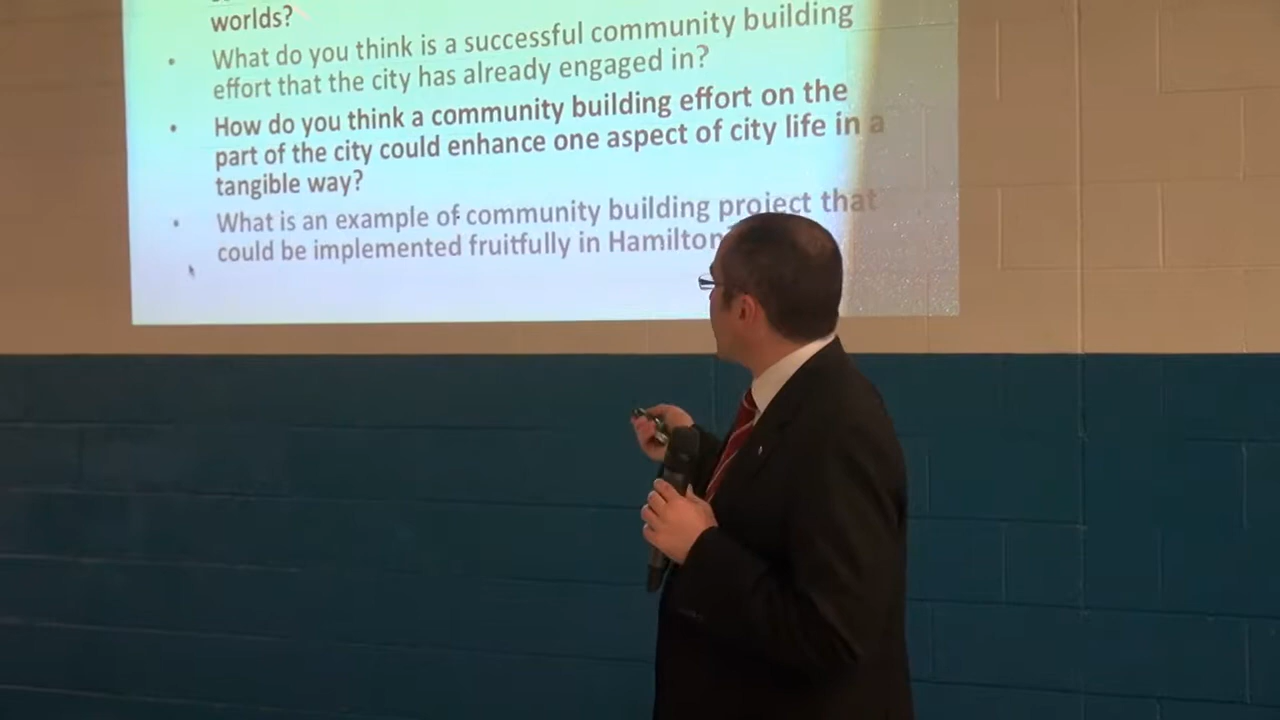 worlds?
• What do you think is a successful community building
effort that the city has already engaged in?
• How do you think a community building effort on the
part of the city could enhance one aspect of city life in a
tangible way?
• What is an example of community building project that
could be implemented fruitfully in Hamilton